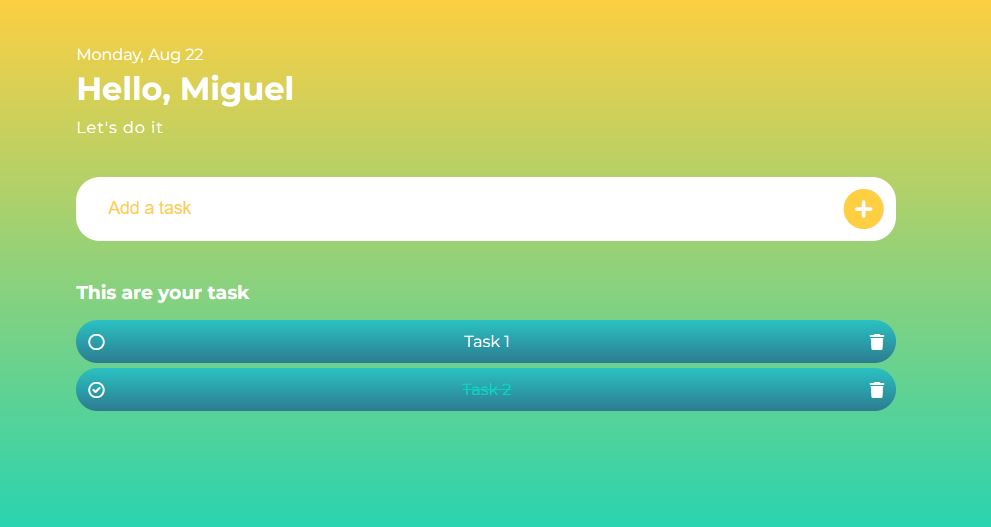 Monday, Aug 22
Hello, Miguel
Let's do it
Add a task
This are your task
Task 1
Task 2